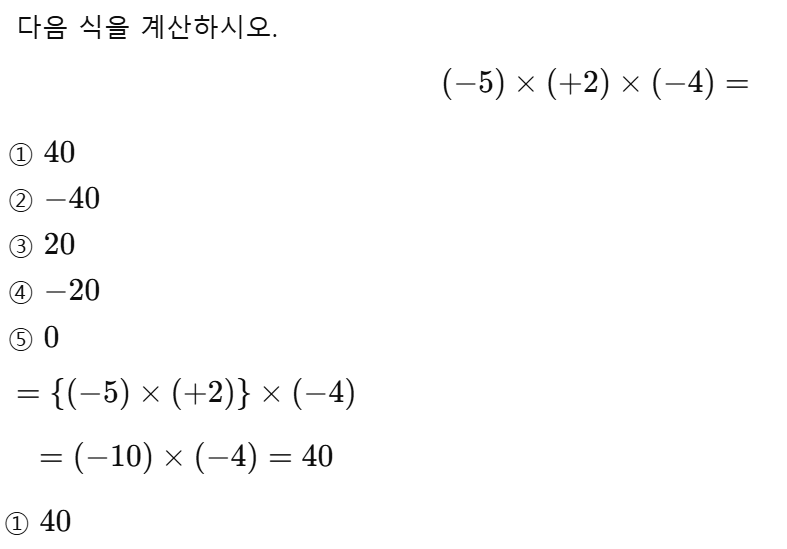 다음 식을 계산하시오.
(−5) × (+2) × (−4) =
① 40
② −40
③ 20
④ −20
⑤ 0
= {(−5) × (+2)} × (−4)
= (−10) × (−4) = 40
① 40